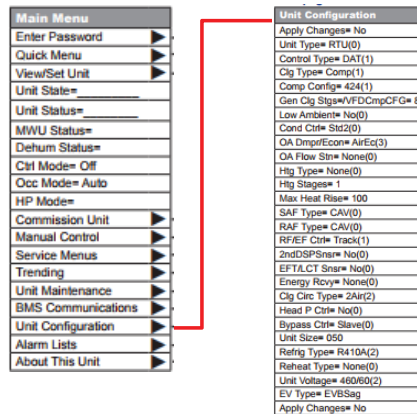 Main Menu
Enter Password
Quick Menu
View/Set Unit
Unit State=________
Unit Status=________
MWU Status=
Dehum Status=
Ctrl Mode= Off
Occ Mode= Auto
HP Mode=
Commission Unit
Manual Control
Service Menus
Trending
Unit Maintenance
BMS Communications
Unit Configuration
Alarm Lists
About This Unit
Unit Configuration
Apply Changes= No
Unit Type= RTU(0)
Control Type= DAT(1)
Clg Type= Comp(1)
Comp Config= 424(1)
Gen Clg Stgs=/VFDCmpCFG=
Low Ambient= No(0)
Cond Ctrl= Std2(0)
OA Dmpr/Econ= AirEc(3)
OA Flow Stn= None(0)
Htg Type= None(0)
Htg Stages= 1
Max Heat Rise= 100
SAF Type= CAV(0)
RAF Type= CAV(0)
RF/EF Ctrl= Track(1)
2ndDSPSnsr= No(0)
EFT/LCT Snsr= No(0)
Energy Rcvy= None(0)
Clg Circ Type= 2Air(2)
Head P Ctrl= No(0)
Bypass Ctrl= Slave(0)
Unit Size= 050
Refrig Type= R410A(2)
Reheat Type= None(0)
Unit Voltage= 460/60(2)
EV Type= EVBSag
Apply Changes= No